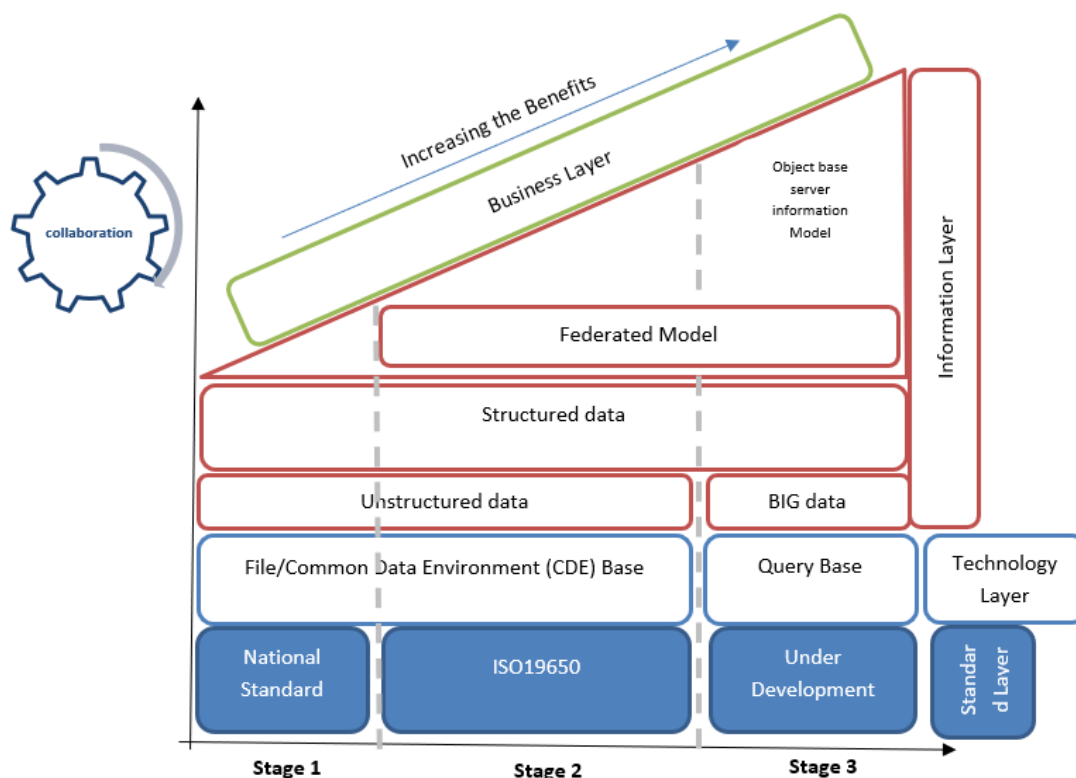 Increasing the Benefits
Business Layer
collaboration
Object base
server
information
Model
Information Layer
Federated Model
Structured data
Unstructured data
BIG data
File/Common Data Environment (CDE) Base
Query Base
Technology
Layer
National
Standard
ISO19650
Under
Development
Standar
d Layer
Stage 1
Stage 2
Stage 3